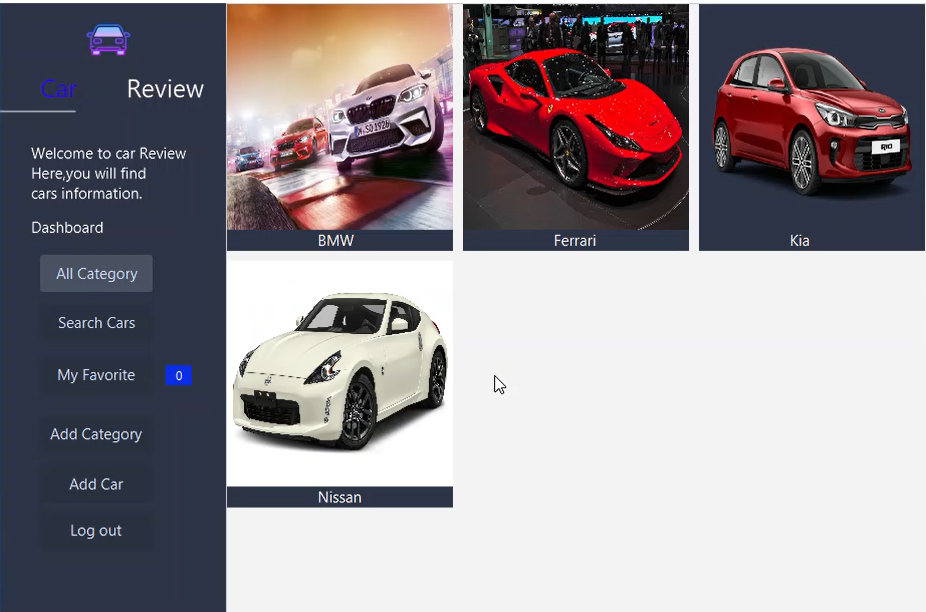 Car Review
Welcome to car Review
Here,you will find
cars information.
Dashboard
All Category
Search Cars
My Favorite 0
Add Category
Add Car
Log out
BMW
Ferrari
RIO
Kia
Nissan